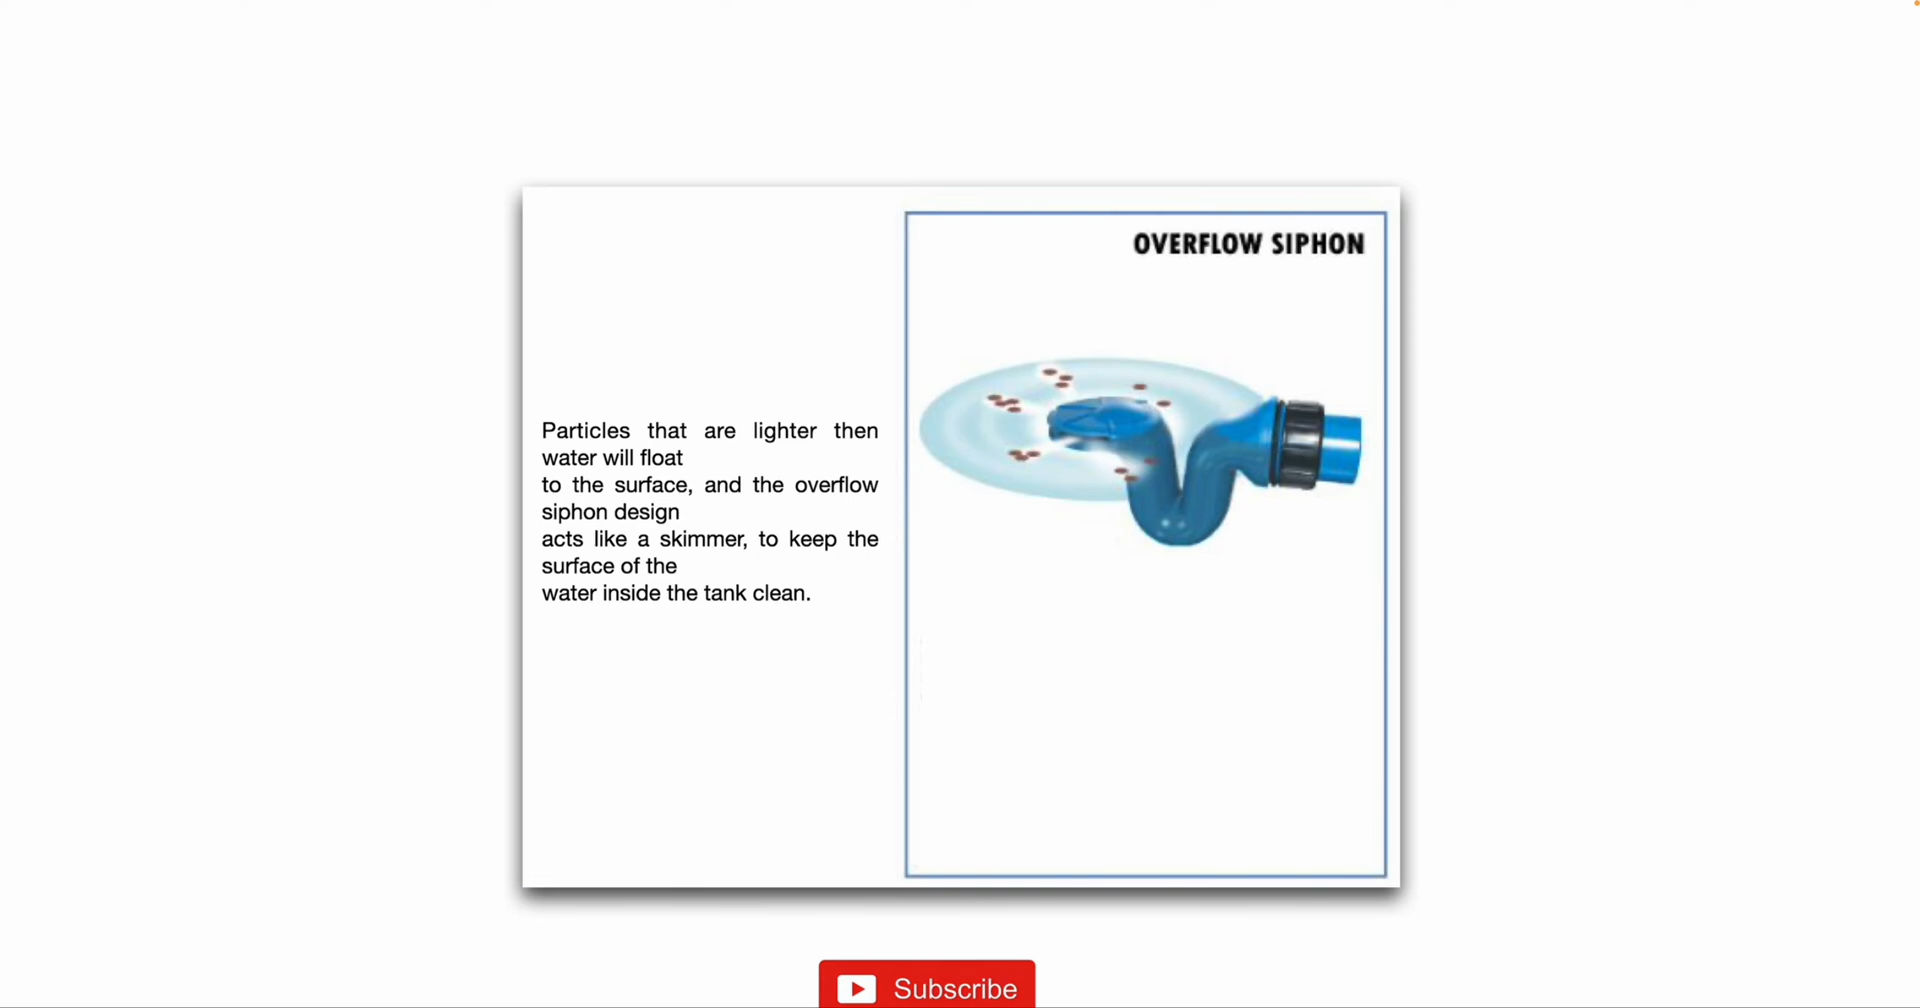 OVERFLOW SIPHON
Particles that are lighter then
water will float
to the surface, and the overflow
siphon design
acts like a skimmer, to keep the
surface of the
water inside the tank clean.
Subscribe